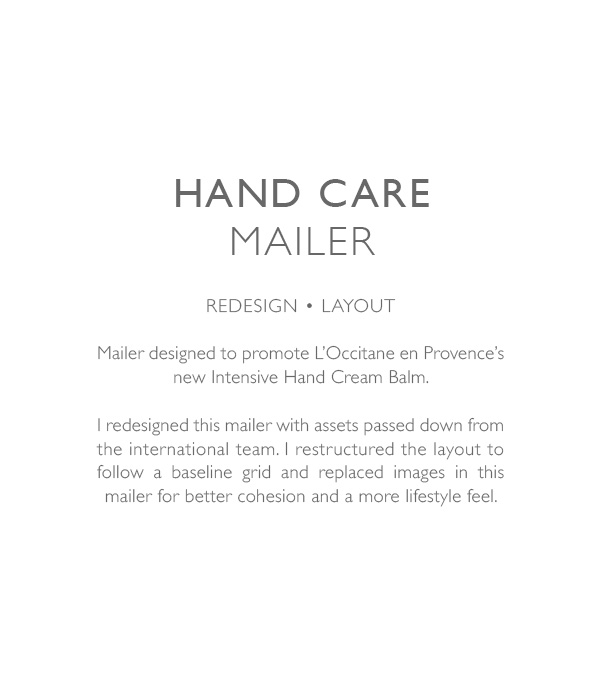 HAND CARE
MAILER
REDESIGN • LAYOUT
Mailer designed to promote L’Occitane en Provence’s
new Intensive Hand Cream Balm.
I redesigned this mailer with assets passed down from
the international team. I restructured the layout to
follow a baseline grid and replaced images in this
mailer for better cohesion and a more lifestyle feel.